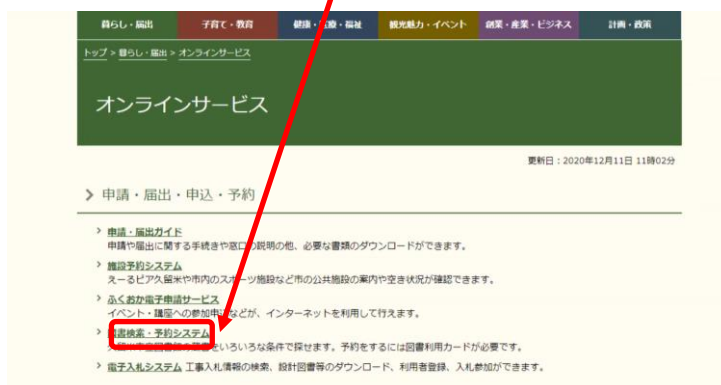 暮らし・届出 子育て・教育 健康・医療・福祉 観光魅力・イベント 創業・産業・ビジネス 計画・政策
トップ > 暮らし・届出 > オンラインサービス
オンラインサービス
更新日:2020年12月11日 11時02分
申請・届出・申込・予約
申請・届出ガイド
申請や届出に関する手続きや窓口の説明の他、必要な書類のダウンロードができます。
施設予約システム
えーるピア久留米や市内のスポーツ施設など市の公共施設の案内や空き状況が確認できます。
ふくおか電子申請サービス
イベント・講座への参加申込などが、インターネットを利用して行えます。
図書検索・予約システム
久留米市立図書館の蔵書をいろいろな条件で探せます。予約をするには図書利用カードが必要です。
電子入札システム 工事入札情報の検索、設計図書等のダウンロード、利用者登録、入札参加ができます。